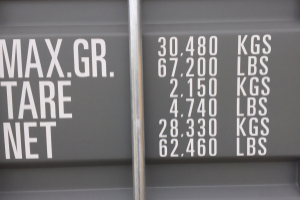 MAX.GR. 30,480 KGS
67,200 LBS
TARE 2,150 KGS
4,740 LBS
NET 28,330 KGS
62,460 LBS